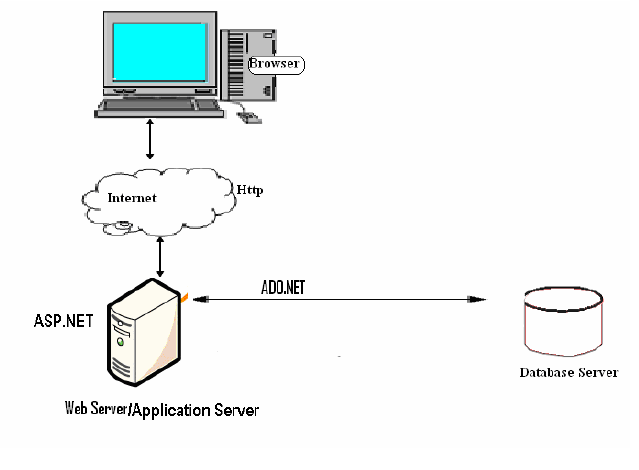 Browser
Internet
Http
ADO.NET
ASP.NET
Database Server
Web Server/Application Server